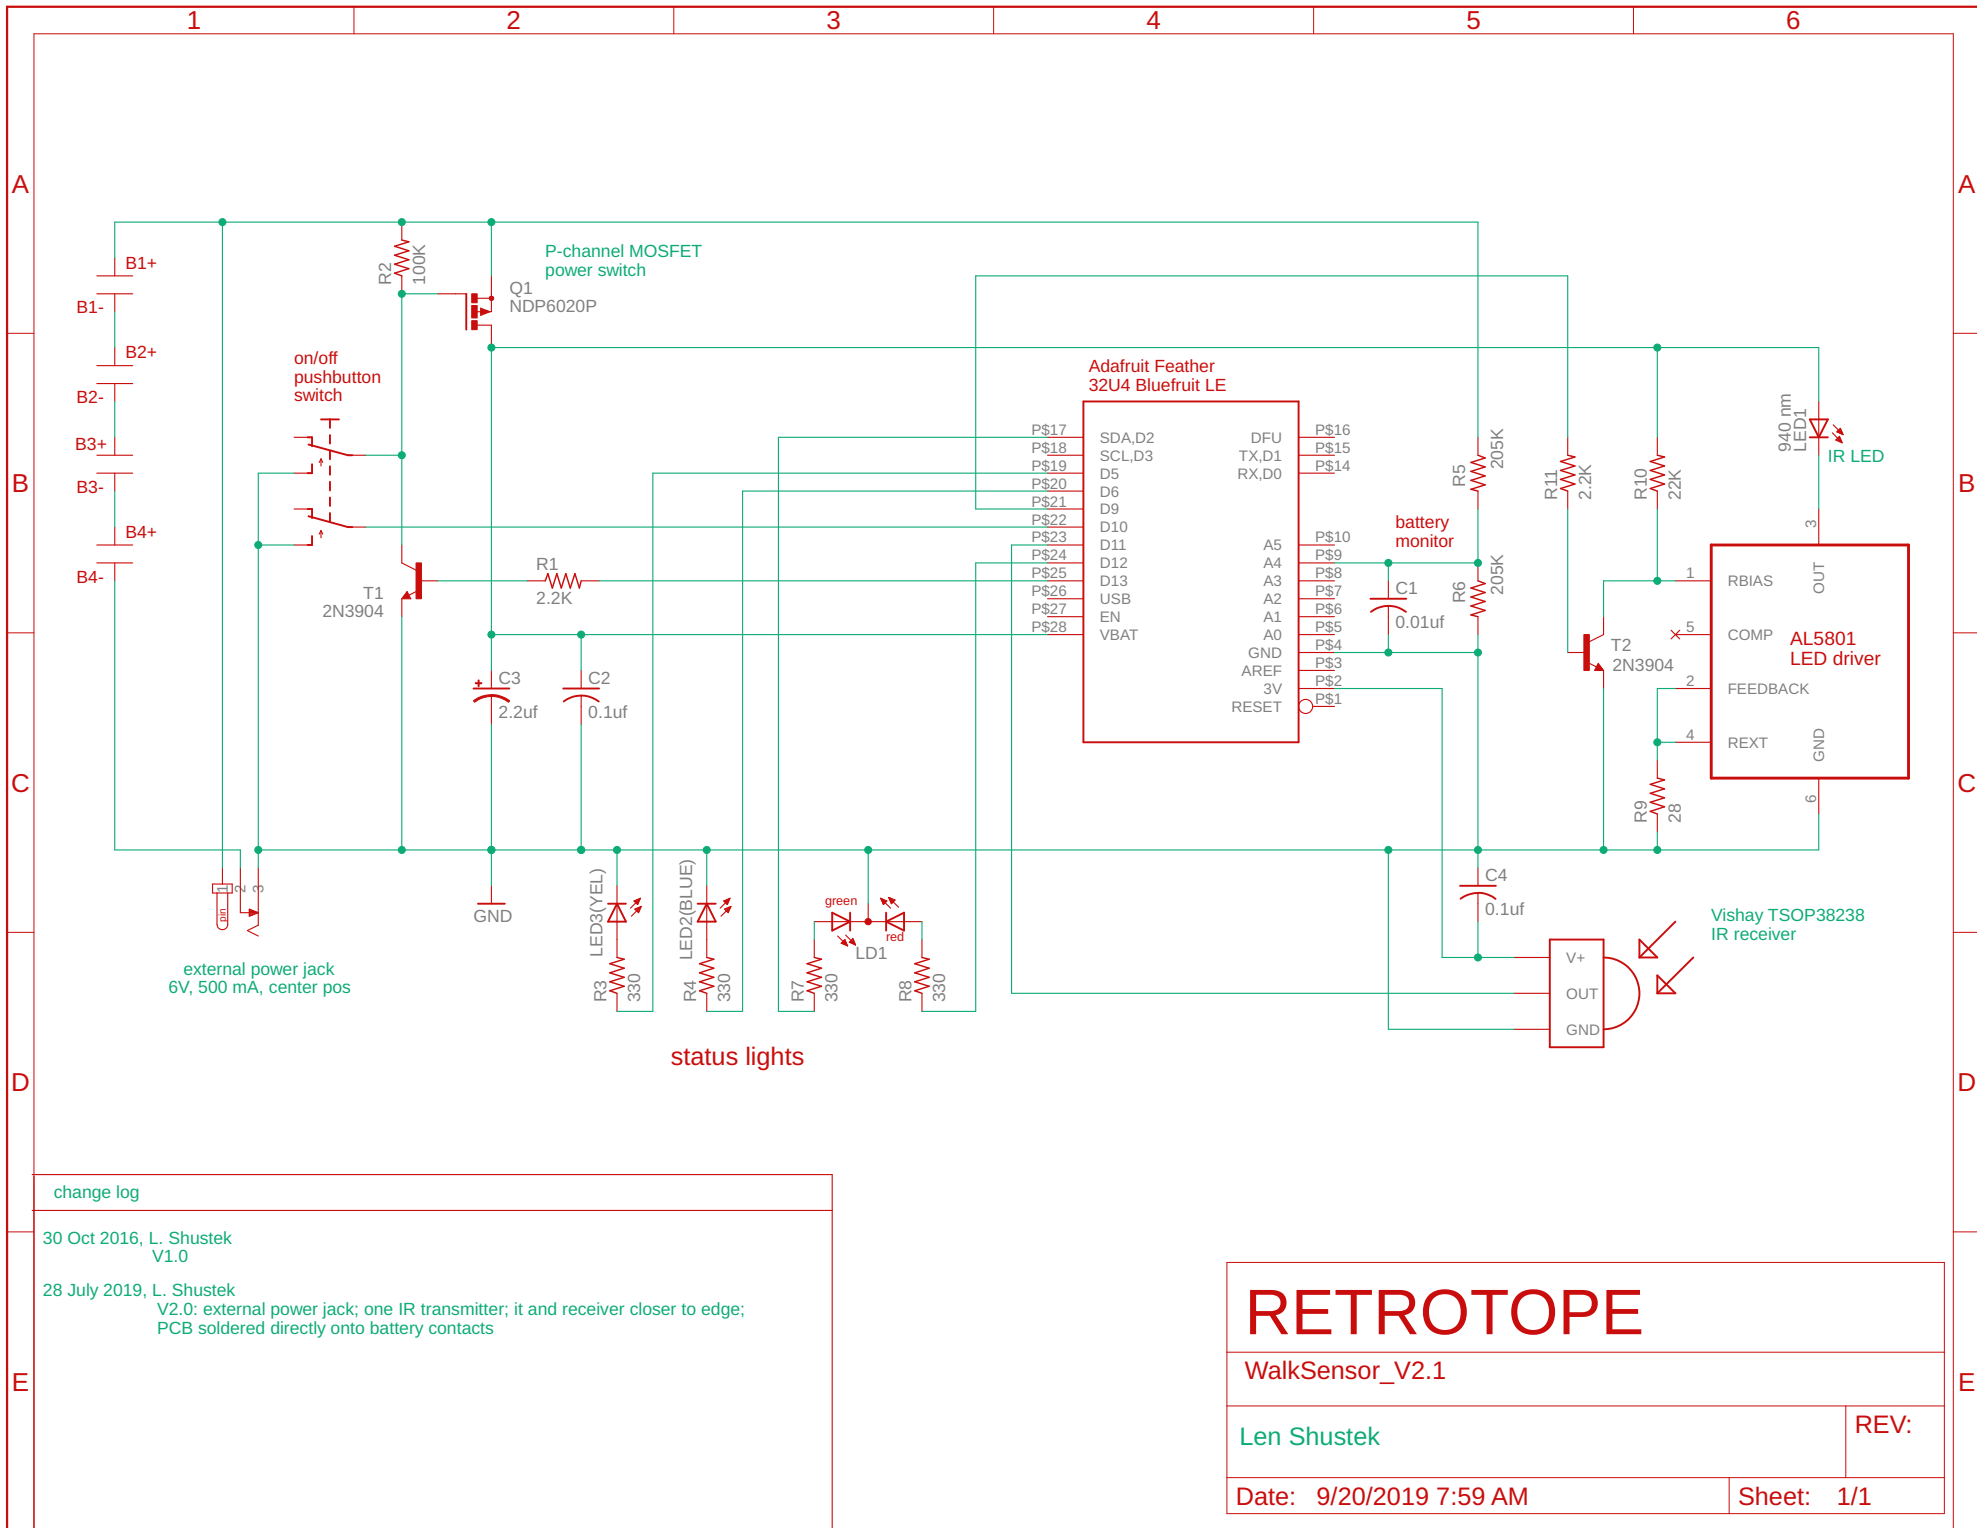 1 2 3 4 5 6
A A
B B
C C
D D
E E
B1+
B1-
B2+
B2-
B3+
B3-
B4+
B4-
R2
100K
P-channel MOSFET
power switch
Q1
NDP6020P
on/off
pushbutton
switch
T1
2N3904
R1
2.2K
C3
2.2uf
C2
0.1uf
+
GND
1
2
3
pin
external power jack
6V, 500 mA, center pos
LED3(YEL)
R3
330
LED2(BLUE)
R4
330
green
red
LD1
R7
330
R8
330
status lights
Adafruit Feather
32U4 Bluefruit LE
P$17 SDA,D2
P$18 SCL,D3
P$19 D5
P$20 D6
P$21 D9
P$22 D10
P$23 D11
P$24 D12
P$25 D13
P$26 USB
P$27 EN
P$28 VBAT
DFU P$16
TX,D1 P$15
RX,D0 P$14
A5 P$10
A4 P$9
A3 P$8
A2 P$7
A1 P$6
A0 P$5
GND P$4
AREF P$3
3V P$2
RESET P$1
battery
monitor
C1
0.01uf
R5
205K
R6
205K
R11
2.2K
R10
22K
940 nm
LED1
IR LED
3
1 RBIAS
OUT
5 COMP
AL5801
LED driver
2 FEEDBACK
4 REXT
GND
6
T2
2N3904
R9
28
C4
0.1uf
Vishay TSOP38238
IR receiver
V+
OUT
GND
change log
30 Oct 2016, L. Shustek
V1.0
28 July 2019, L. Shustek
V2.0: external power jack; one IR transmitter; it and receiver closer to edge;
PCB soldered directly onto battery contacts
RETROTOPE
WalkSensor_V2.1
Len Shustek
REV:
Date: 9/20/2019 7:59 AM
Sheet: 1/1